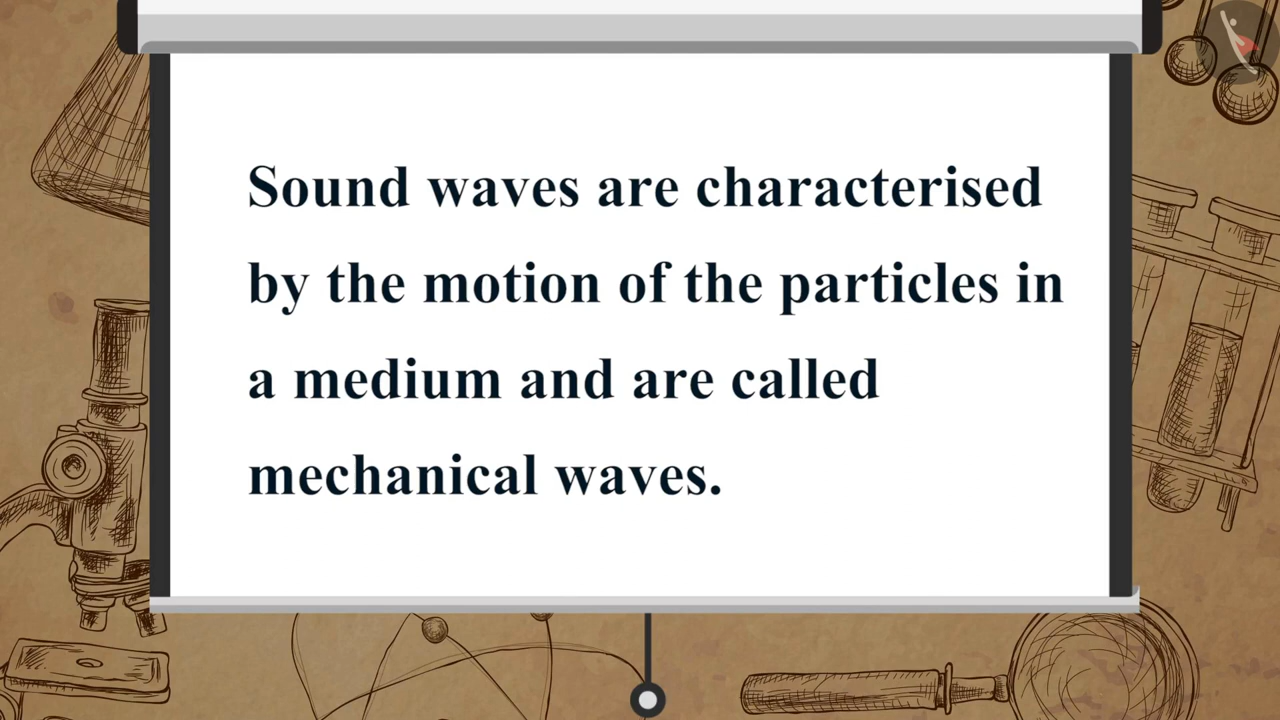 Sound waves are characterised
by the motion of the particles in
a medium and are called
mechanical waves.